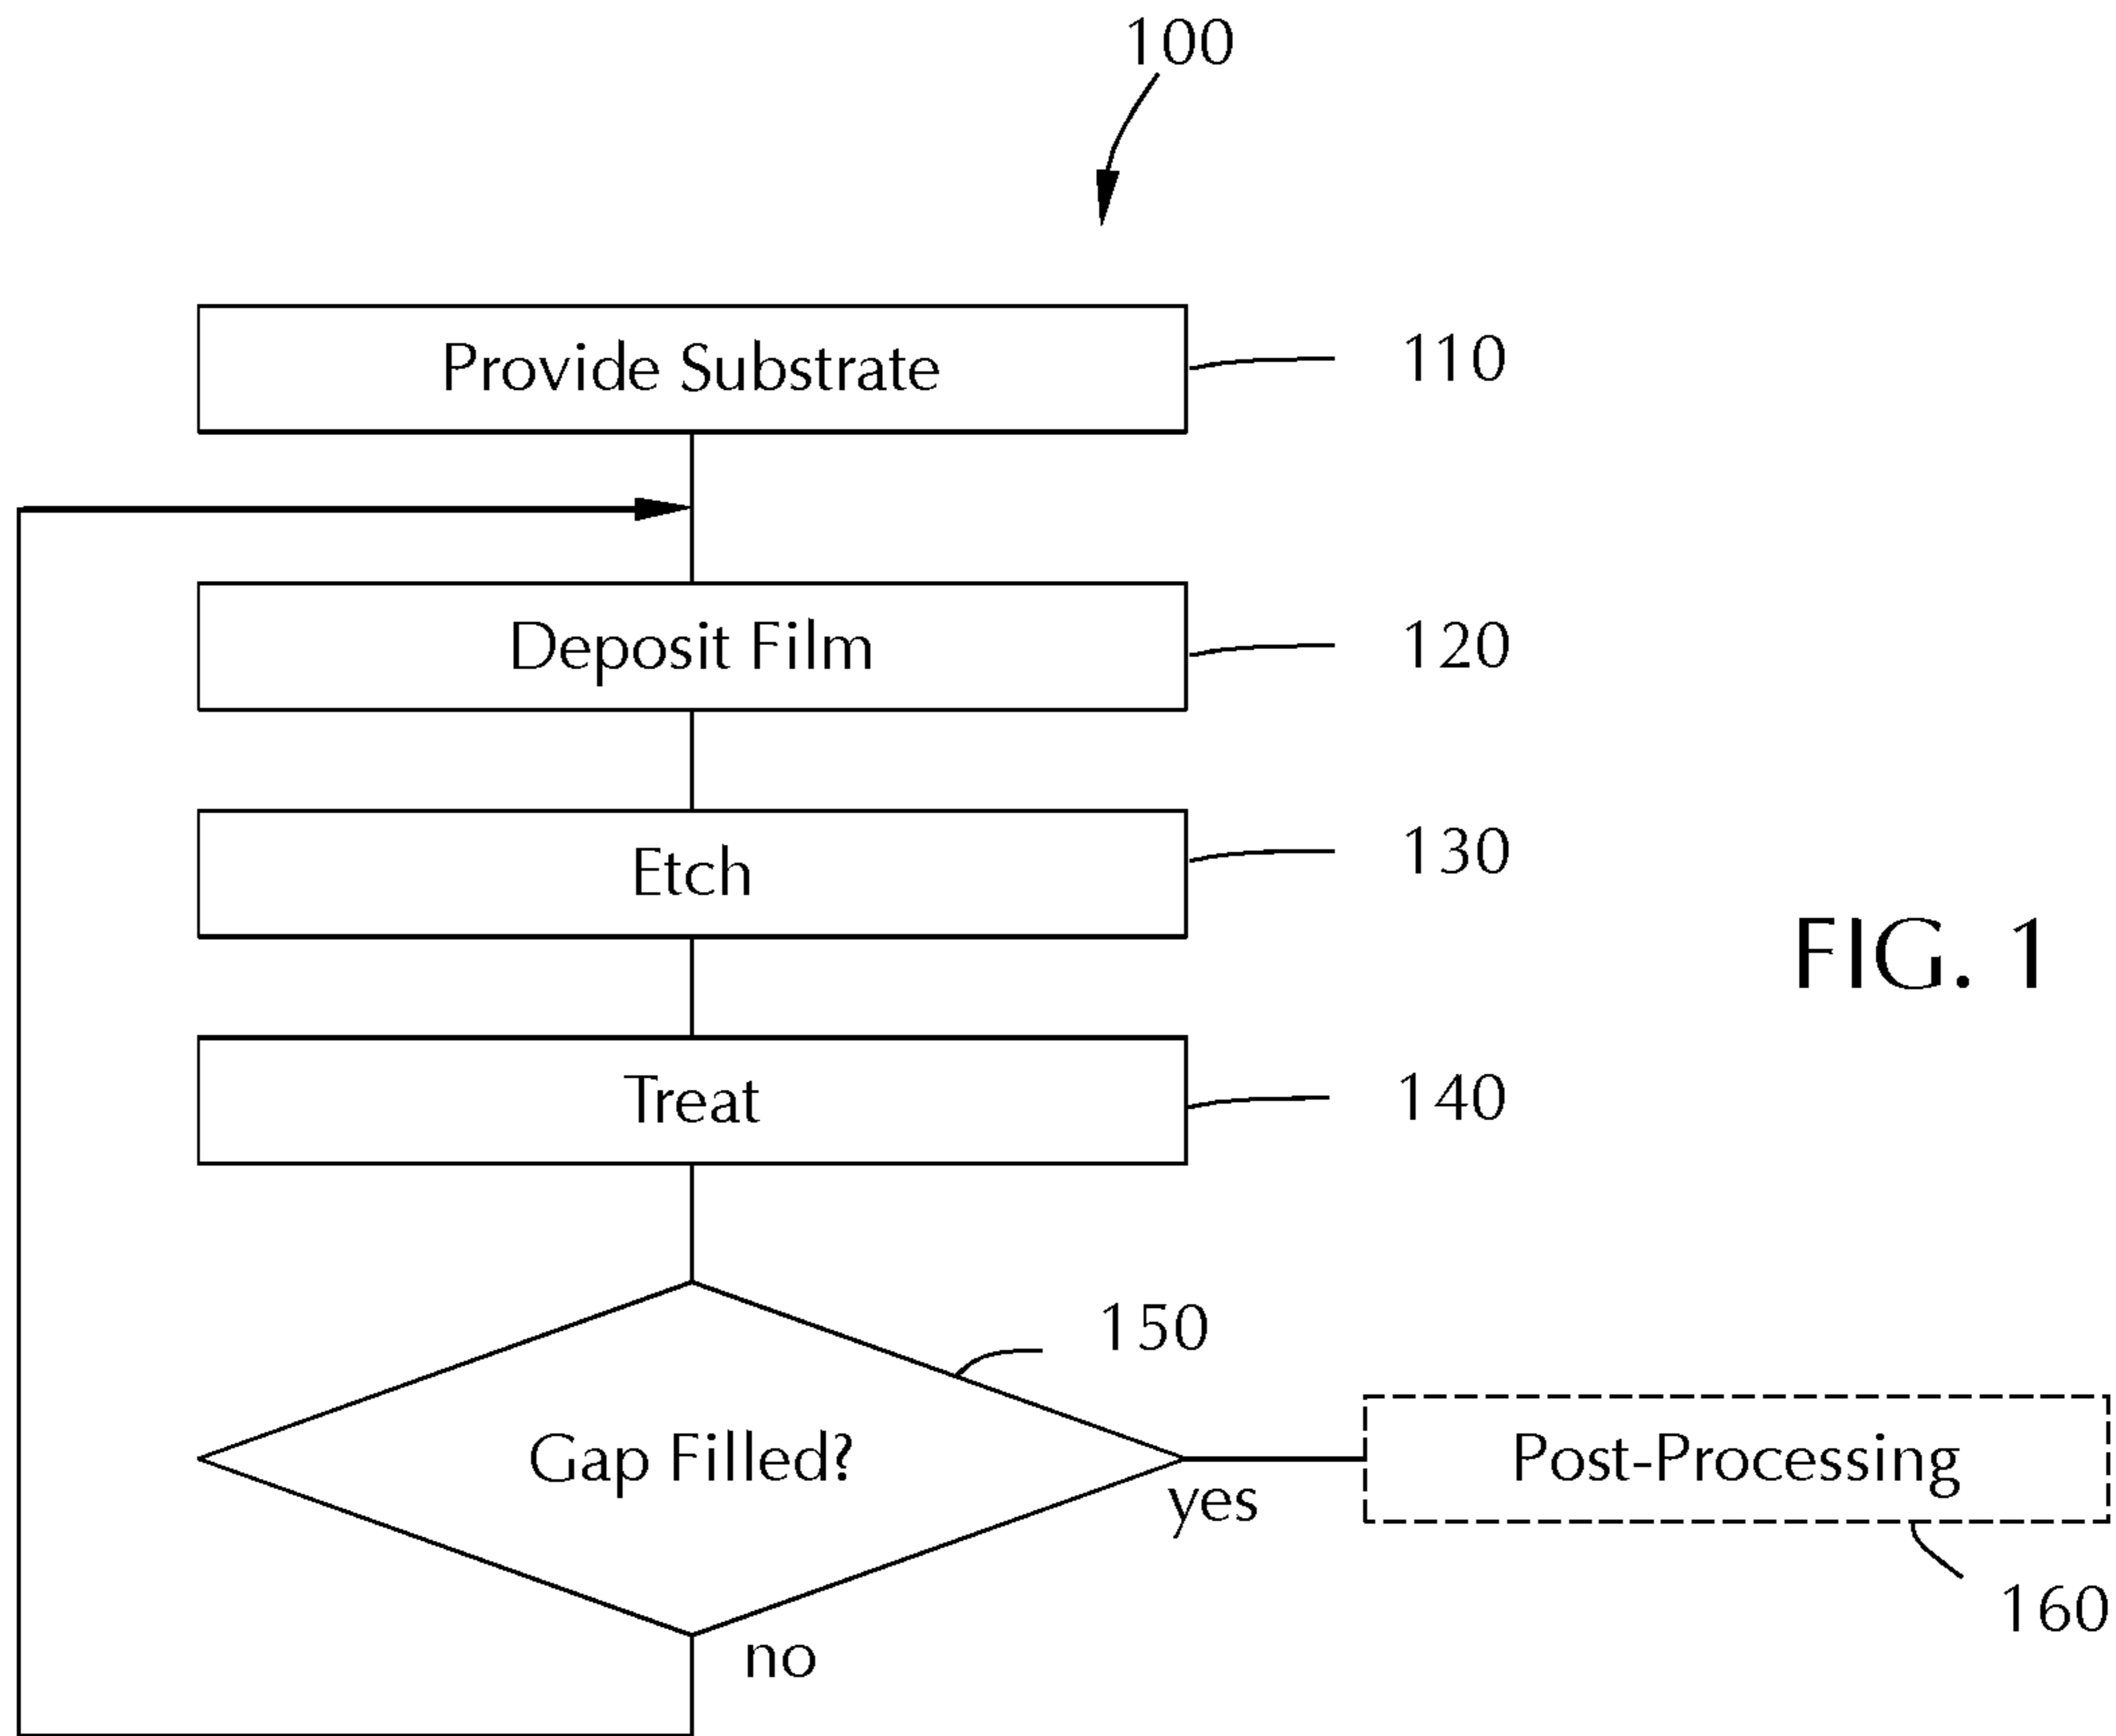 100
Provide Substrate
110
Deposit Film
120
Etch
130
FIG. 1
Treat
140
150
Gap Filled?
yes
Post-Processing
160
no